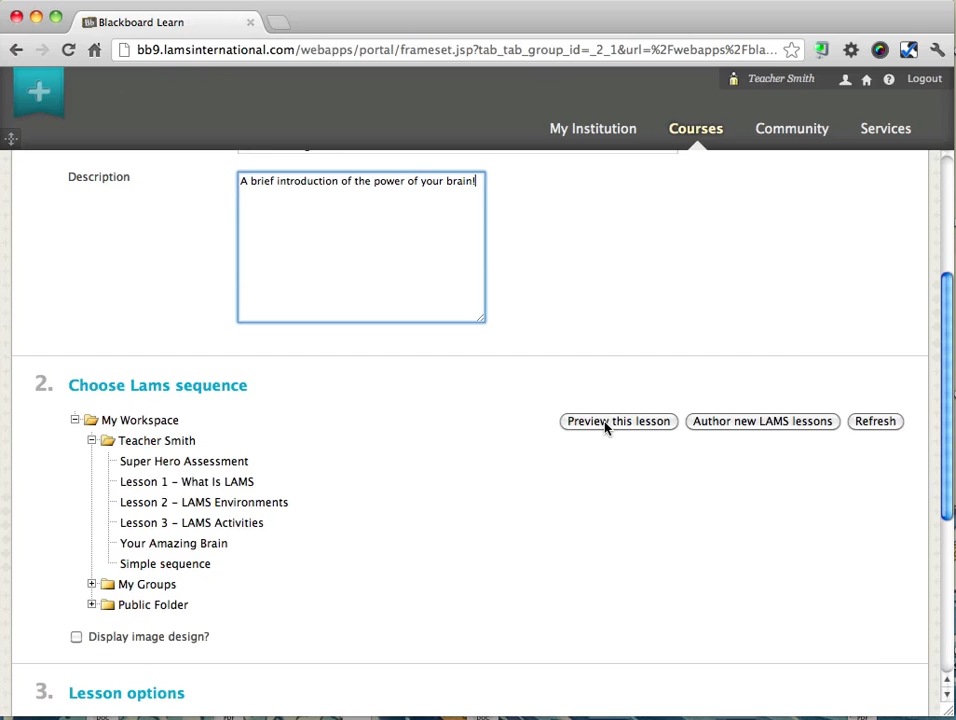 Blackboard Learn
bb9.lamsinternational.com/webapps/portal/frameset.jsp?tab_tab_group_id=_2_1&url=%2Fwebapps%2Fbla...
Teacher Smith
Logout
My Institution
Courses
Community
Services
Description
A brief introduction of the power of your brain!
2. Choose Lams sequence
My Workspace
Preview this lesson
Author new LAMS lessons
Refresh
Teacher Smith
Super Hero Assessment
Lesson 1 - What Is LAMS
Lesson 2 - LAMS Environments
Lesson 3 - LAMS Activities
Your Amazing Brain
Simple sequence
My Groups
Public Folder
Display image design?
3. Lesson options